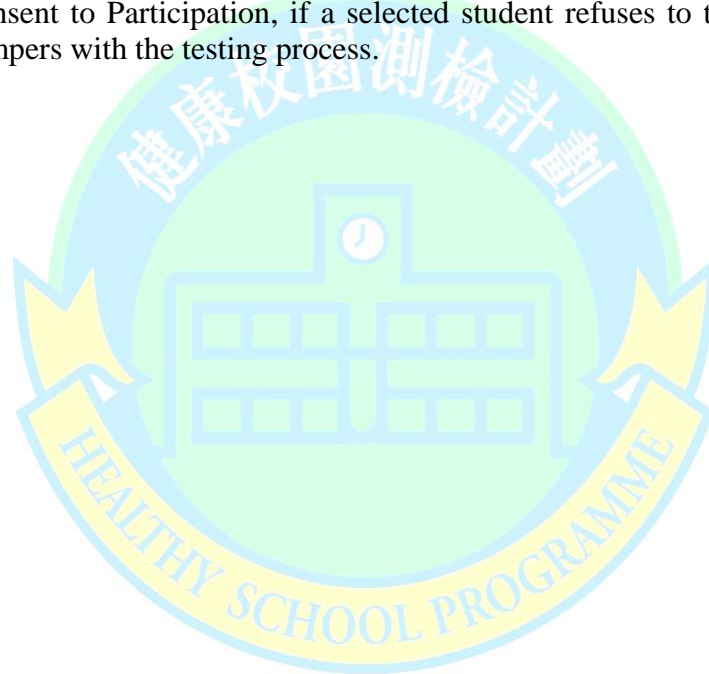 nsent to Participation, if a selected student refuses to t
npers with the testing process.
健康校園測檢計劃
HEALTHY SCHOOL PROGRAMME